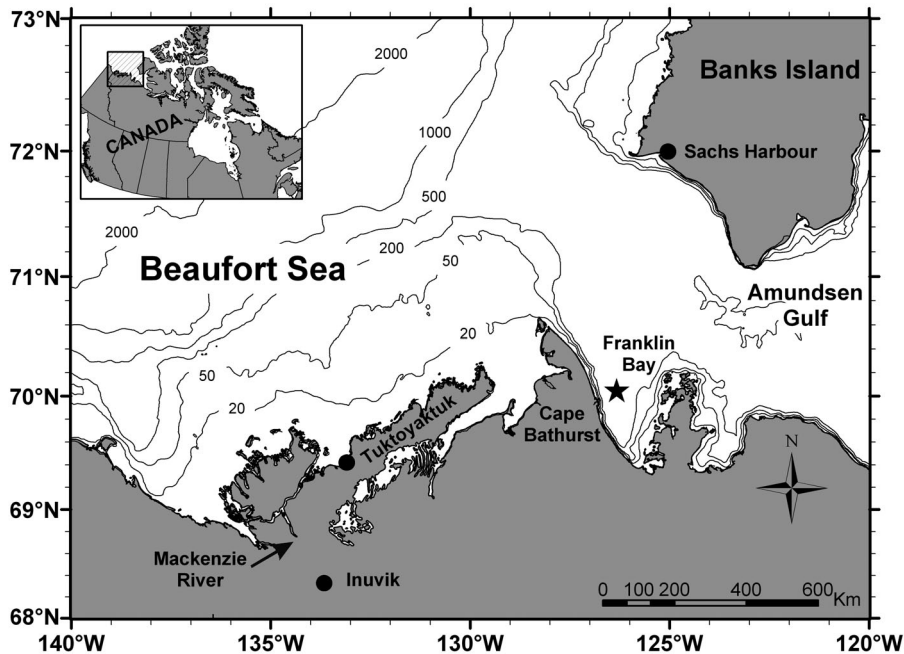 73°N
72°N
71°N
70°N
69°N
68°N
CANADA
2000
1000
500
2000
200
50
20
50
20
Banks Island
Sachs Harbour
Beaufort Sea
Amundsen
Gulf
Franklin
Bay
Cape
Bathurst
Tuktoyaktuk
N
Mackenzie
River
Inuvik
0 100 200 400 600
Km
140°W 135°W 130°W 125°W 120°W